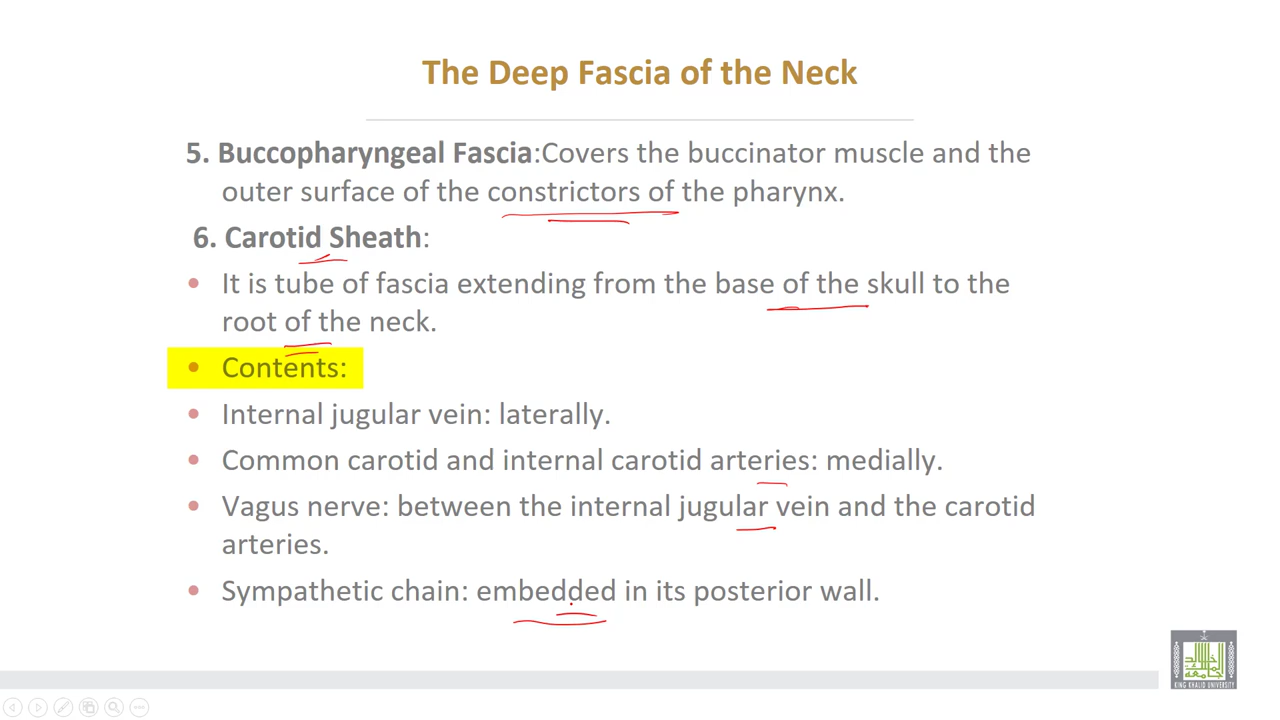 The Deep Fascia of the Neck
5. Buccopharyngeal Fascia:Covers the buccinator muscle and the
outer surface of the constrictors of the pharynx.
6. Carotid Sheath:
• It is tube of fascia extending from the base of the skull to the
root of the neck.
• Contents:
• Internal jugular vein: laterally.
• Common carotid and internal carotid arteries: medially.
• Vagus nerve: between the internal jugular vein and the carotid
arteries.
• Sympathetic chain: embedded in its posterior wall.
KING KHALID UNIVERSITY